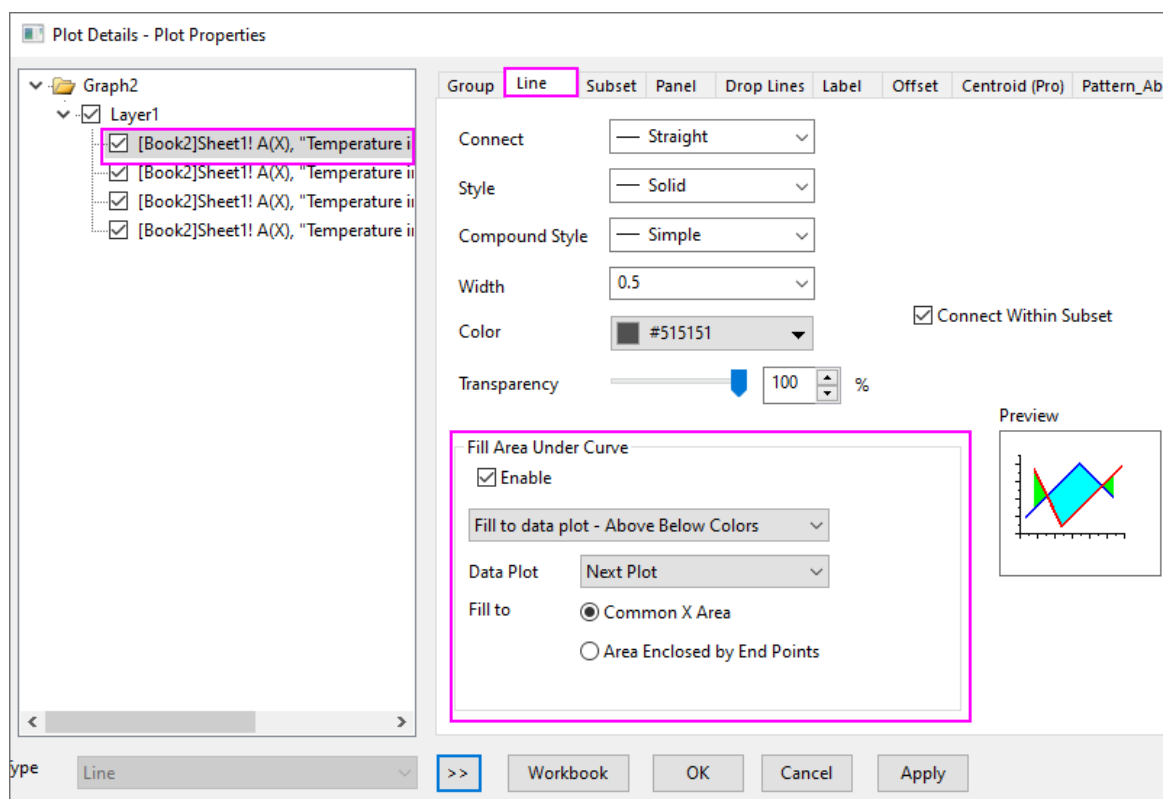 Plot Details - Plot Properties
Graph2
Layer1
[Book2]Sheet1! A(X), "Temperature i
[Book2]Sheet1! A(X), "Temperature i
[Book2]Sheet1! A(X), "Temperature i
[Book2]Sheet1! A(X), "Temperature i
Group Line Subset Panel Drop Lines Label Offset Centroid (Pro) Pattern_Ab
Connect Straight
Style Solid
Compound Style Simple
Width 0.5
Color #515151
Connect Within Subset
Transparency 100 %
Preview
Fill Area Under Curve
Enable
Fill to data plot - Above Below Colors
Data Plot Next Plot
Fill to Common X Area
Area Enclosed by End Points
ype Line >> Workbook OK Cancel Apply